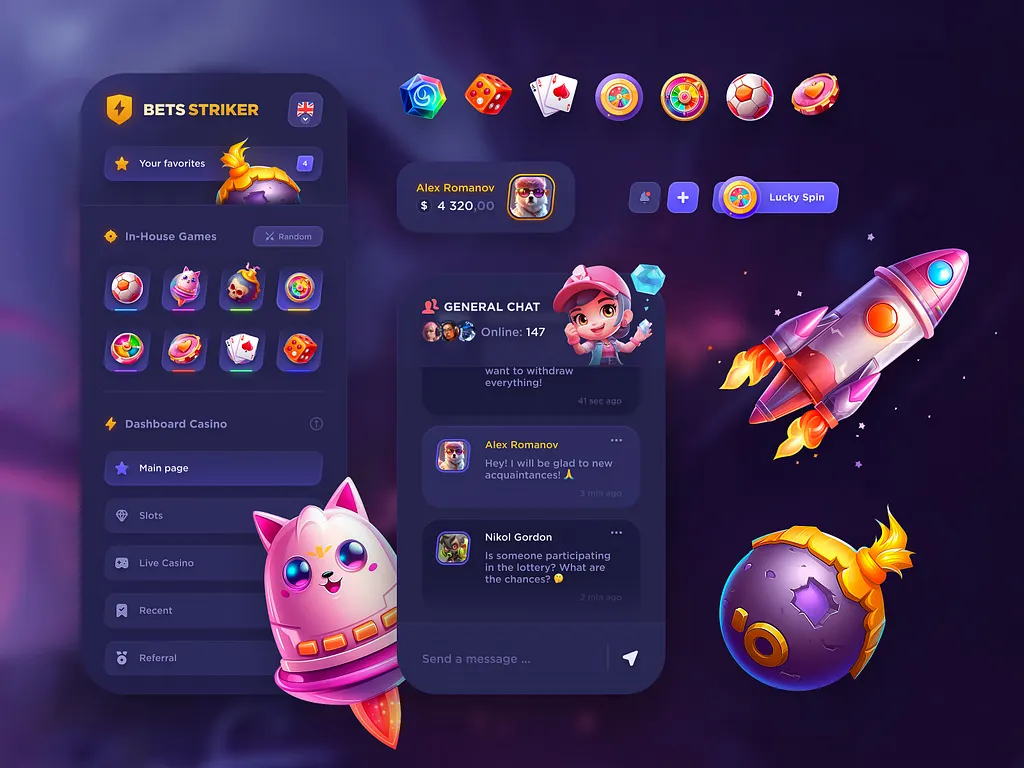 BETS STRIKER
Your favorites
4
In-House Games
Random
Dashboard Casino
Main page
Slots
Live Casino
Recent
Referral
Alex Romanov
$ 4 320,00
Lucky Spin
GENERAL CHAT
Online: 147
want to withdraw
everything!
41 sec ago
Alex Romanov
Hey! I will be glad to new
acquaintances! 🙏
3 min ago
Nikol Gordon
Is someone participating
in the lottery? What are
the chances? 🤔
2 min ago
Send a message ...